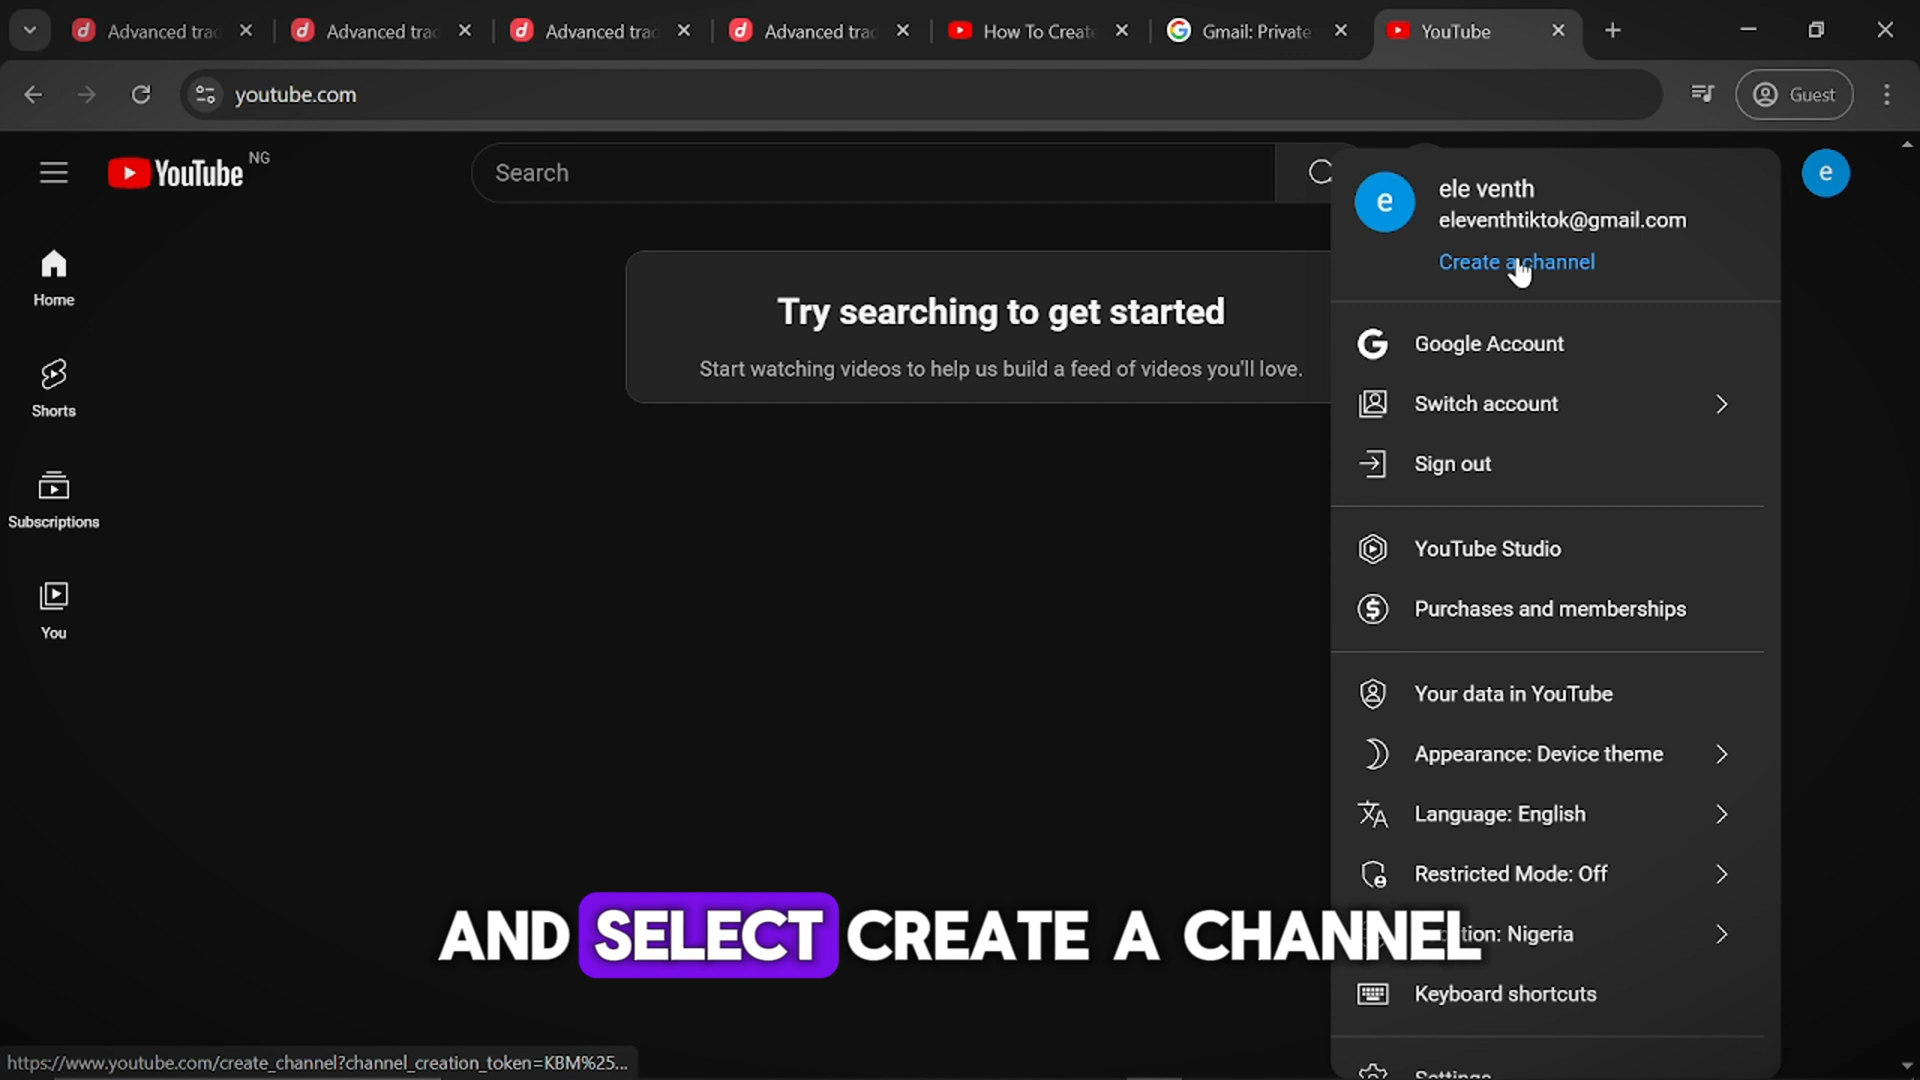 Advanced trac
Advanced trac
Advanced trac
Advanced trac
How To Create
Gmail: Private
YouTube
youtube.com
Guest
YouTube NG
Search
ele venth
eleventhtiktok@gmail.com
Create a channel
Home
Try searching to get started
Start watching videos to help us build a feed of videos you'll love.
Google Account
Shorts
Switch account
Sign out
Subscriptions
YouTube Studio
You
Purchases and memberships
Your data in YouTube
Appearance: Device theme
Language: English
Restricted Mode: Off
AND SELECT CREATE A CHANNEL
tion: Nigeria
Keyboard shortcuts
https://www.youtube.com/create_channel?channel_creation_token=KBM%25...
Settings